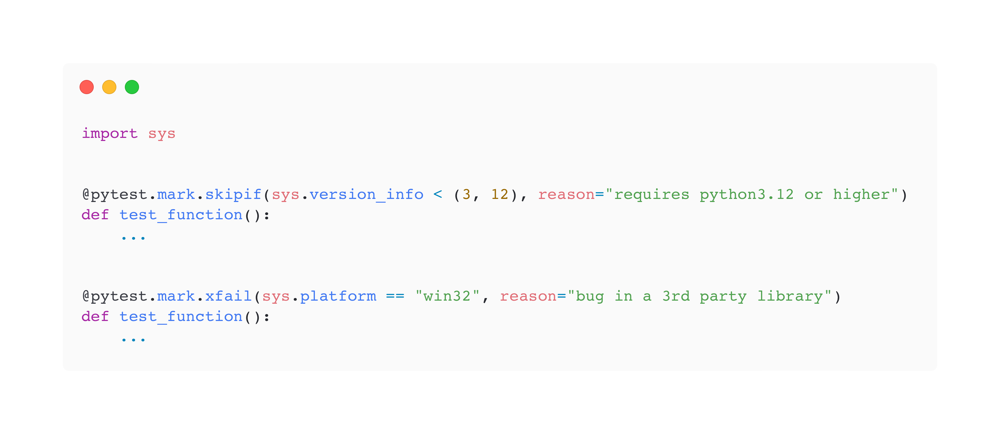 import sys
@pytest.mark.skipif(sys.version_info < (3, 12), reason="requires python3.12 or higher")
def test_function():
    ...
@pytest.mark.xfail(sys.platform == "win32", reason="bug in a 3rd party library")
def test_function():
    ...